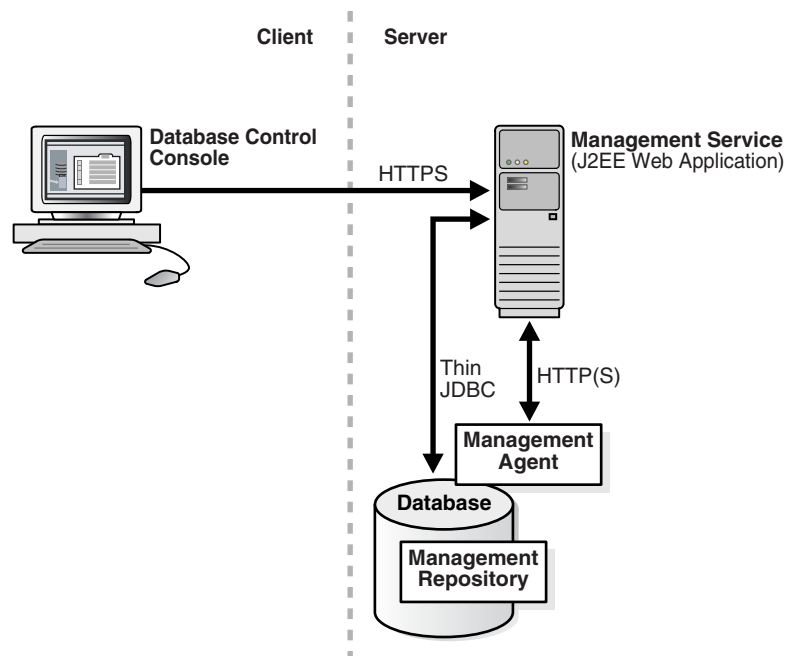 Client
Server
Database Control
Console
Management Service
(J2EE Web Application)
HTTPS
Thin
JDBC
HTTP(S)
Management
Agent
Database
Management
Repository